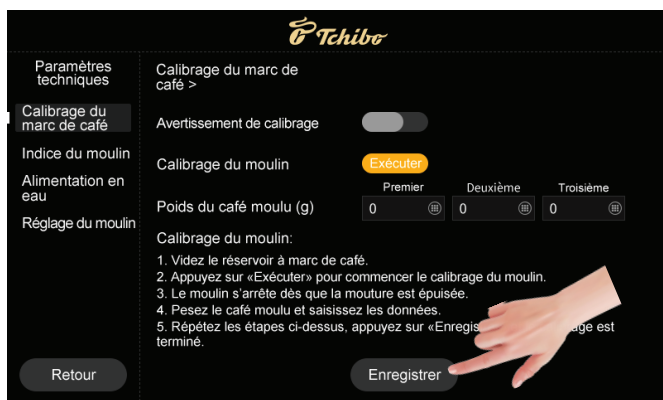 Tchibo
Paramètres
techniques
Calibrage du
marc de café
Indice du moulin
Alimentation en
eau
Réglage du moulin
Retour
Calibrage du marc de
café >
Avertissement de calibrage
Calibrage du moulin
Exécuter
Premier Deuxième Troisième
Poids du café moulu (g) 0 0 0
Calibrage du moulin:
1. Videz le réservoir à marc de café.
2. Appuyez sur «Exécuter» pour commencer le calibrage du moulin.
3. Le moulin s’arrête dès que la mouture est épuisée.
4. Pesez le café moulu et saisissez les données.
5. Répétez les étapes ci-dessus, appuyez sur «Enregis age est
terminé.
Enregistrer